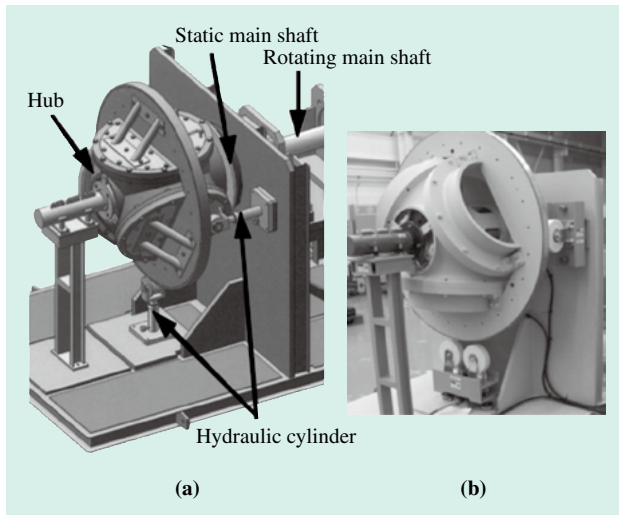 Static main shaft
Rotating main shaft
Hub
Hydraulic cylinder
(a)
(b)